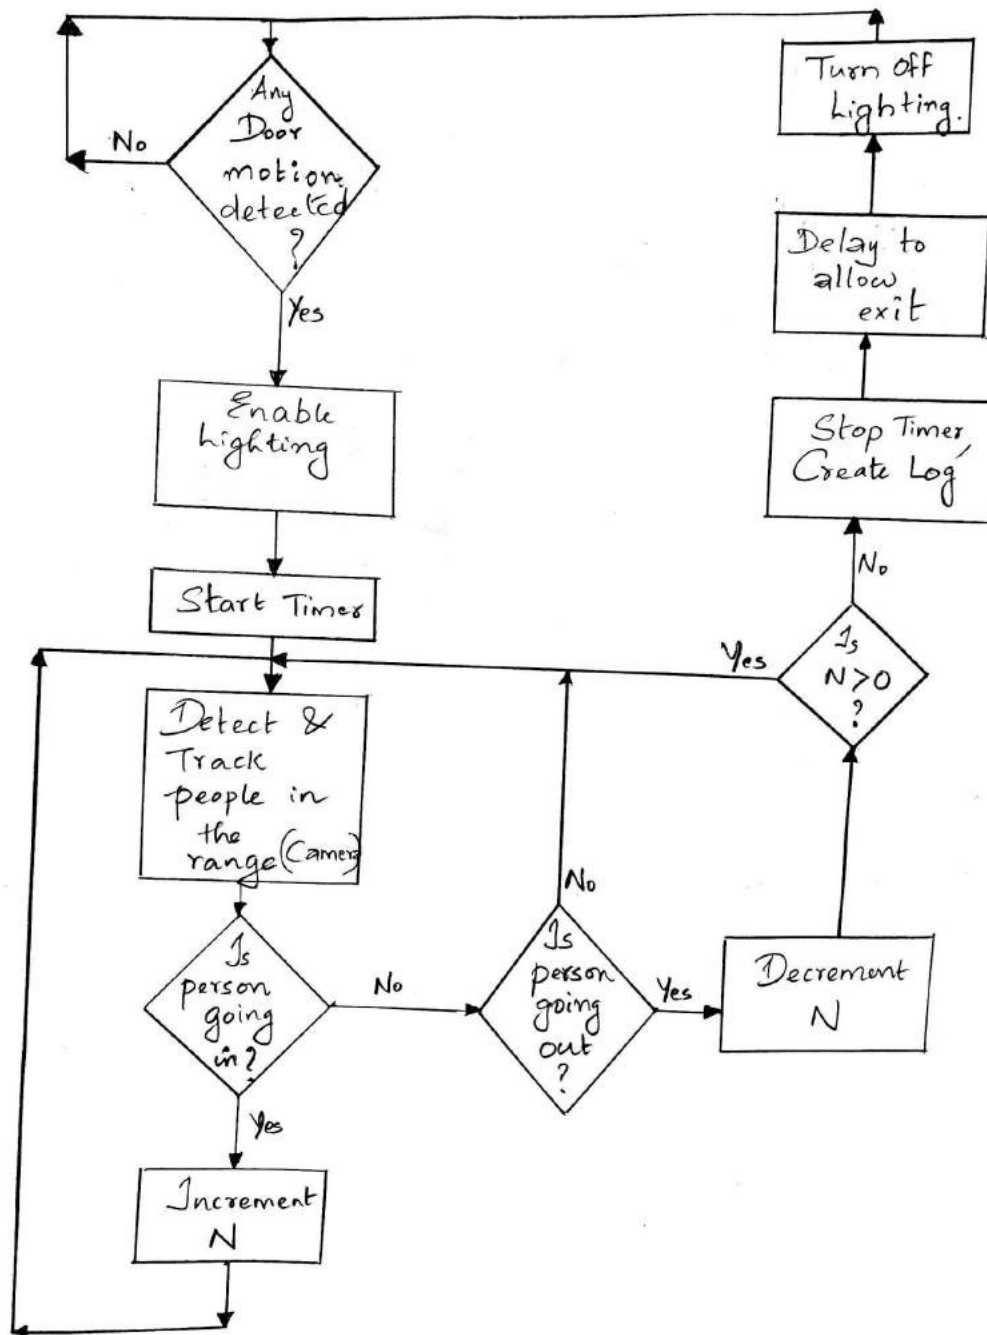 Any
Door
motion
detected
?
No
Yes
Enable
Lighting
Start Timer
Detect &
Track
people in
the
range (Camera)
Is
person
going
in?
No
Yes
Increment
N
Is
person
going
out
?
No
Yes
Decrement
N
Is
N>0
?
Yes
No
Stop Timer,
Create Log
Delay to
allow
exit
Turn off
Lighting.